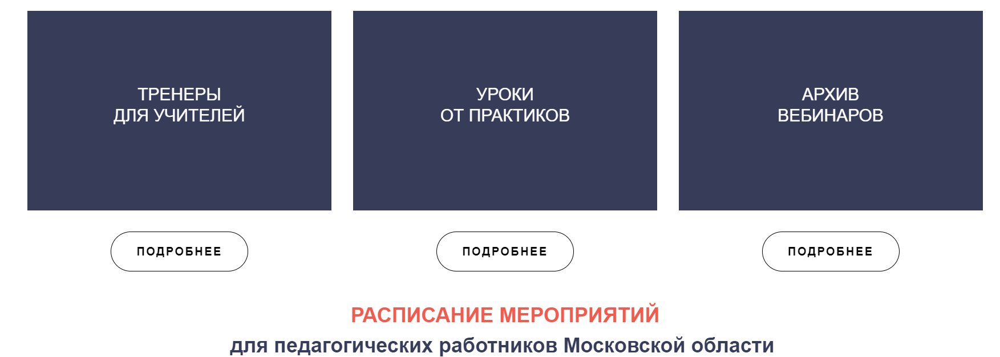 ТРЕНЕРЫ
ДЛЯ УЧИТЕЛЕЙ
УРОКИ
ОТ ПРАКТИКОВ
АРХИВ
ВЕБИНАРОВ
ПОДРОБНЕЕ
ПОДРОБНЕЕ
ПОДРОБНЕЕ
РАСПИСАНИЕ МЕРОПРИЯТИЙ
для педагогических работников Московской области